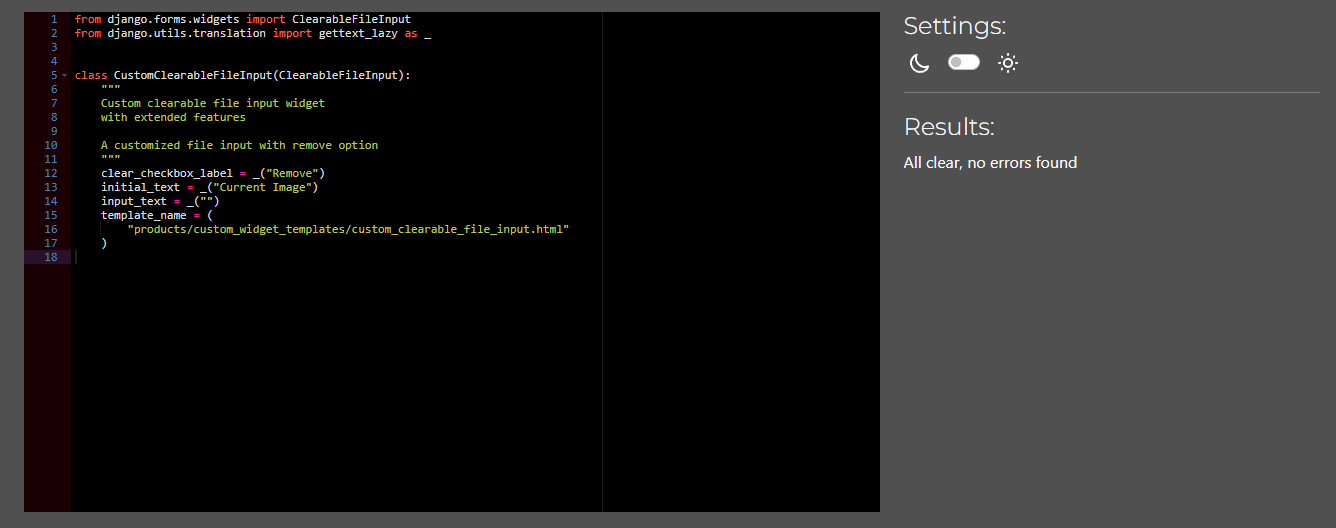 1 from django.forms.widgets import ClearableFileInput
2 from django.utils.translation import gettext_lazy as _
3
4
5 class CustomClearableFileInput(ClearableFileInput):
6     """
7     Custom clearable file input widget
8     with extended features
9
10     A customized file input with remove option
11     """
12     clear_checkbox_label = _("Remove")
13     initial_text = _("Current Image")
14     input_text = _("")
15     template_name = (
16         "products/custom_widget_templates/custom_clearable_file_input.html"
17     )
18
Settings:
Results:
All clear, no errors found